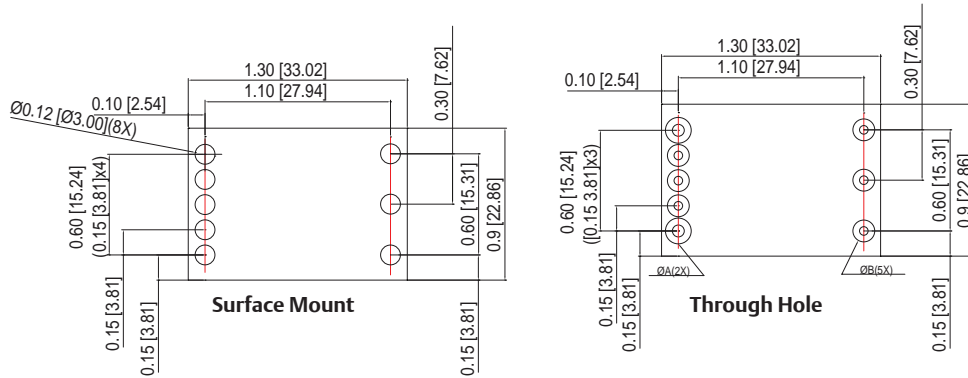 1.30 [33.02]
1.10 [27.94]
0.10 [2.54]
Ø0.12 [Ø3.00](8X)
0.30 [7.62]
0.60 [15.24]
(0.15 [3.81]x4)
0.60 [15.31]
0.9 [22.86]
0.15 [3.81]
0.15 [3.81]
0.15 [3.81]
Surface Mount
1.30 [33.02]
1.10 [27.94]
0.10 [2.54]
0.30 [7.62]
0.60 [15.24]
([0.15 3.81]x3)
0.60 [15.31]
0.9 [22.86]
ØA(2X)
ØB(5X)
0.15 [3.81]
0.15 [3.81]
0.15 [3.81]
Through Hole